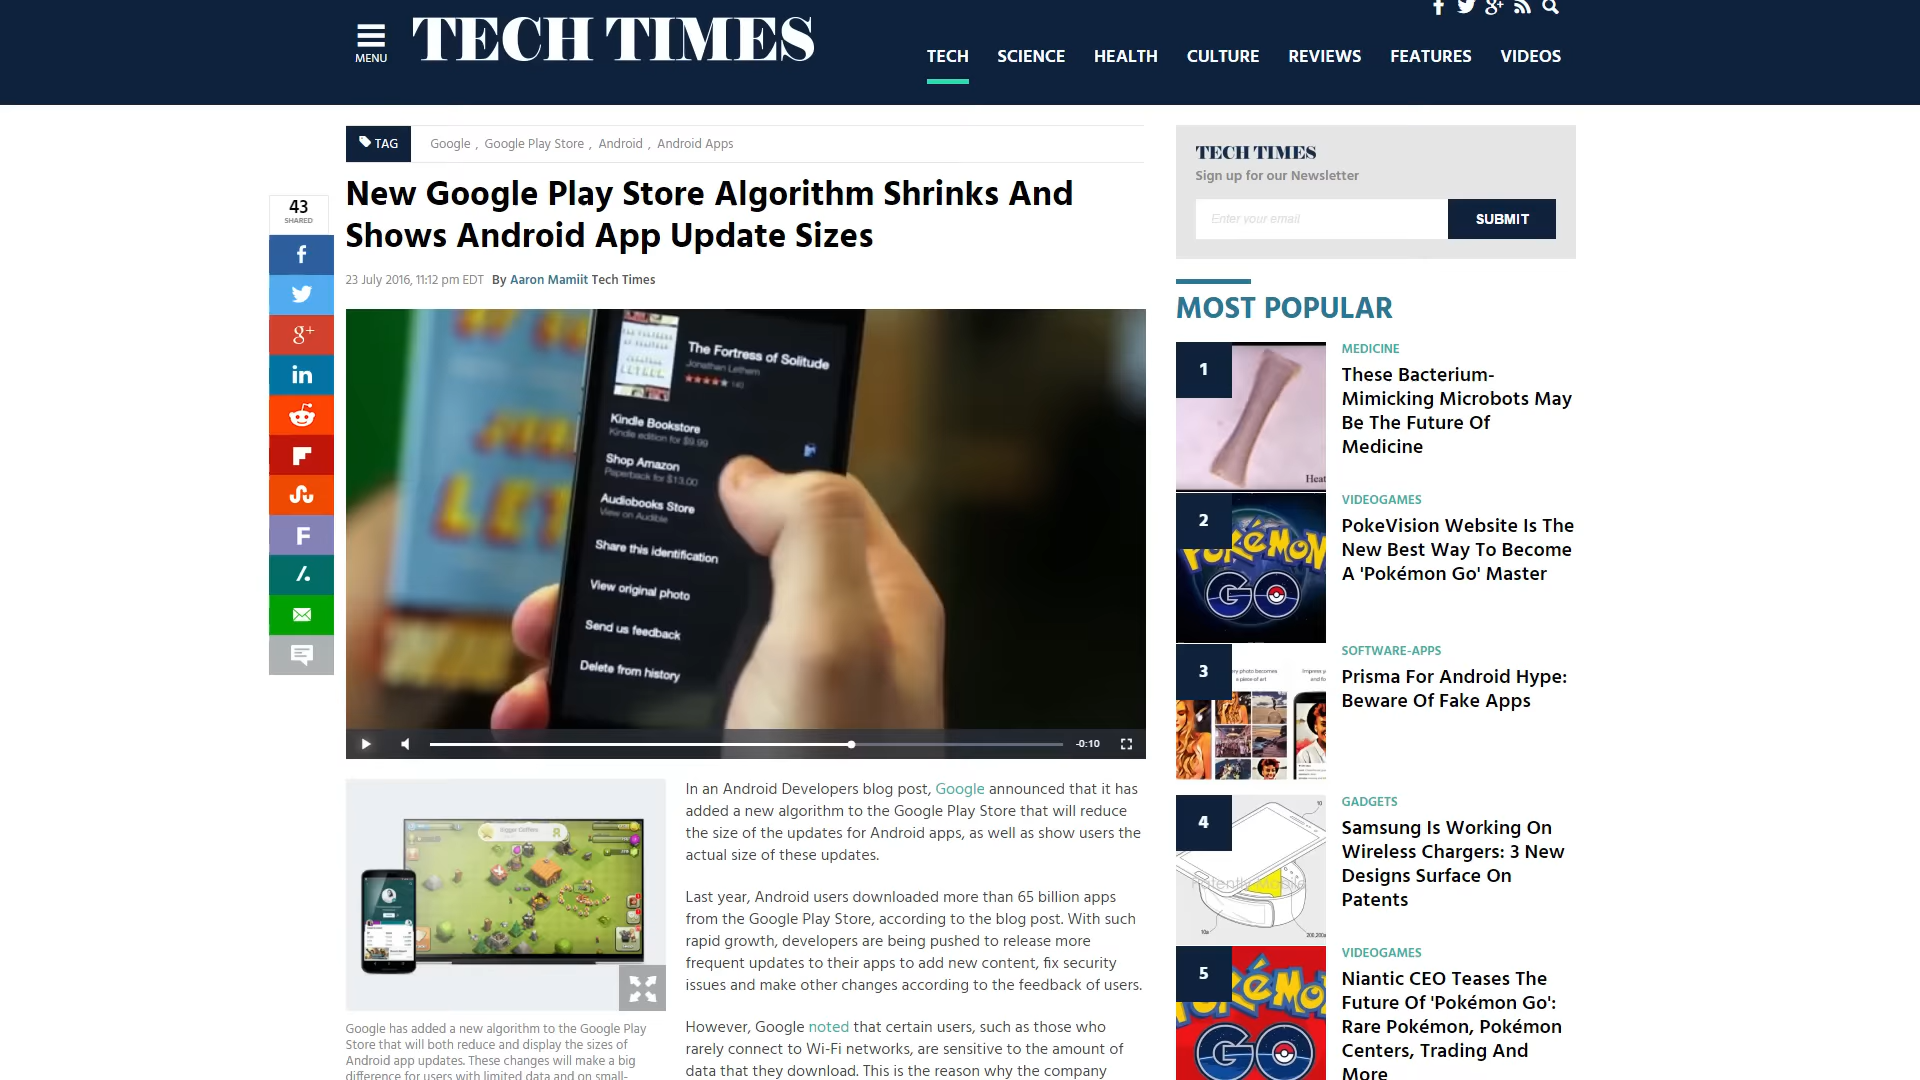 MENU
TECH TIMES
TECH
SCIENCE
HEALTH
CULTURE
REVIEWS
FEATURES
VIDEOS
TAG
Google , Google Play Store , Android , Android Apps
New Google Play Store Algorithm Shrinks And
Shows Android App Update Sizes
23 July 2016, 11:12 pm EDT By Aaron Mamiit Tech Times
43
SHARED
The Fortress of Solitude
Jonathan Lethem
Kindle Bookstore
Kindle edition for $9.99
Shop Amazon
Paperback for $13.00
Audiobooks Store
View on Audible
Share this identification
View original photo
Send us feedback
Delete from history
-0:10
In an Android Developers blog post, Google announced that it has
added a new algorithm to the Google Play Store that will reduce
the size of the updates for Android apps, as well as show users the
actual size of these updates.
Last year, Android users downloaded more than 65 billion apps
from the Google Play Store, according to the blog post. With such
rapid growth, developers are being pushed to release more
frequent updates to their apps to add new content, fix security
issues and make other changes according to the feedback of users.
However, Google noted that certain users, such as those who
rarely connect to Wi-Fi networks, are sensitive to the amount of
data that they download. This is the reason why the company
Google has added a new algorithm to the Google Play
Store that will both reduce and display the sizes of
Android app updates. These changes will make a big
difference for users with limited data and on small-
TECH TIMES
Sign up for our Newsletter
Enter your email
SUBMIT
MOST POPULAR
1
Heat
MEDICINE
These Bacterium-
Mimicking Microbots May
Be The Future Of
Medicine
2
POKÉMON
GO
VIDEOGAMES
PokeVision Website Is The
New Best Way To Become
A 'Pokémon Go' Master
3
SOFTWARE-APPS
Prisma For Android Hype:
Beware Of Fake Apps
4
GADGETS
Samsung Is Working On
Wireless Chargers: 3 New
Designs Surface On
Patents
5
GO
VIDEOGAMES
Niantic CEO Teases The
Future Of 'Pokémon Go':
Rare Pokémon, Pokémon
Centers, Trading And
More